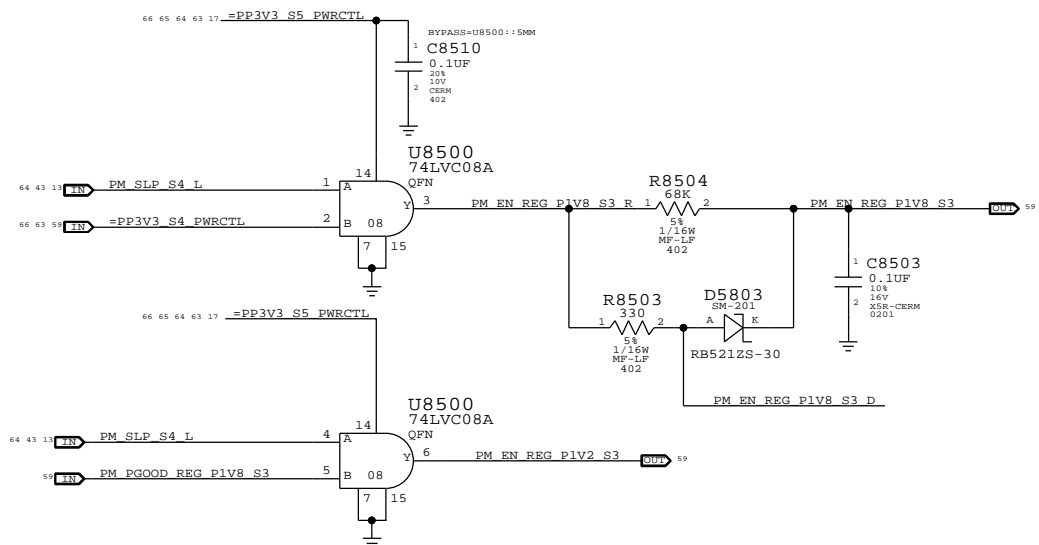 66 65 64 63 17 =PP3V3_S5_PWRCTL
BYPASS=U8500::5MM
1 C8510
0.1UF
20%
10V
2 CERM
402
U8500
74LVC08A
14 QFN
64 43 13 IN PM_SLP_S4_L 1 A
Y 3 PM_EN_REG_P1V8_S3_R
66 63 59 IN =PP3V3_S4_PWRCTL 2 B 08
7 15
R8504
68K
1 2
5%
1/16W
MF-LF
402
PM_EN_REG_P1V8_S3 OUT 59
1 C8503
0.1UF
10%
16V
2 X5R-CERM
0201
R8503
330
1 2
5%
1/16W
MF-LF
402
D5803
SM-201
A K
RB521ZS-30
PM_EN_REG_P1V8_S3_D
66 65 64 63 17 =PP3V3_S5_PWRCTL
U8500
74LVC08A
14 QFN
64 43 13 IN PM_SLP_S4_L 4 A
Y 6 PM_EN_REG_P1V2_S3 OUT 59
59 IN PM_PGOOD_REG_P1V8_S3 5 B 08
7 15